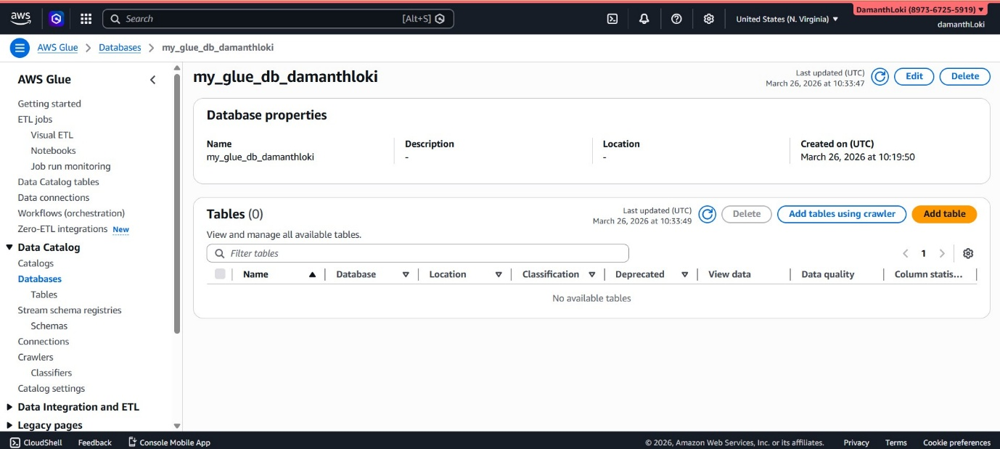 aws
Search [Alt+S]
United States (N. Virginia)
DamanthLoki (8973-6725-5919)
damanthLoki
AWS Glue
Databases
my_glue_db_damanthloki
AWS Glue
Getting started
ETL jobs
Visual ETL
Notebooks
Job run monitoring
Data Catalog tables
Data connections
Workflows (orchestration)
Zero-ETL integrations New
Data Catalog
Catalogs
Databases
Tables
Stream schema registries
Schemas
Connections
Crawlers
Classifiers
Catalog settings
Data Integration and ETL
Legacy pages
my_glue_db_damanthloki
Last updated (UTC)
March 26, 2026 at 10:33:47
Edit
Delete
Database properties
Name
my_glue_db_damanthloki
Description
-
Location
-
Created on (UTC)
March 26, 2026 at 10:19:50
Tables (0)
Last updated (UTC)
March 26, 2026 at 10:33:49
Delete
Add tables using crawler
Add table
View and manage all available tables.
Filter tables
1
Name Database Location Classification Deprecated View data Data quality Column statis...
No available tables
CloudShell Feedback Console Mobile App © 2026, Amazon Web Services, Inc. or its affiliates. Privacy Terms Cookie preferences